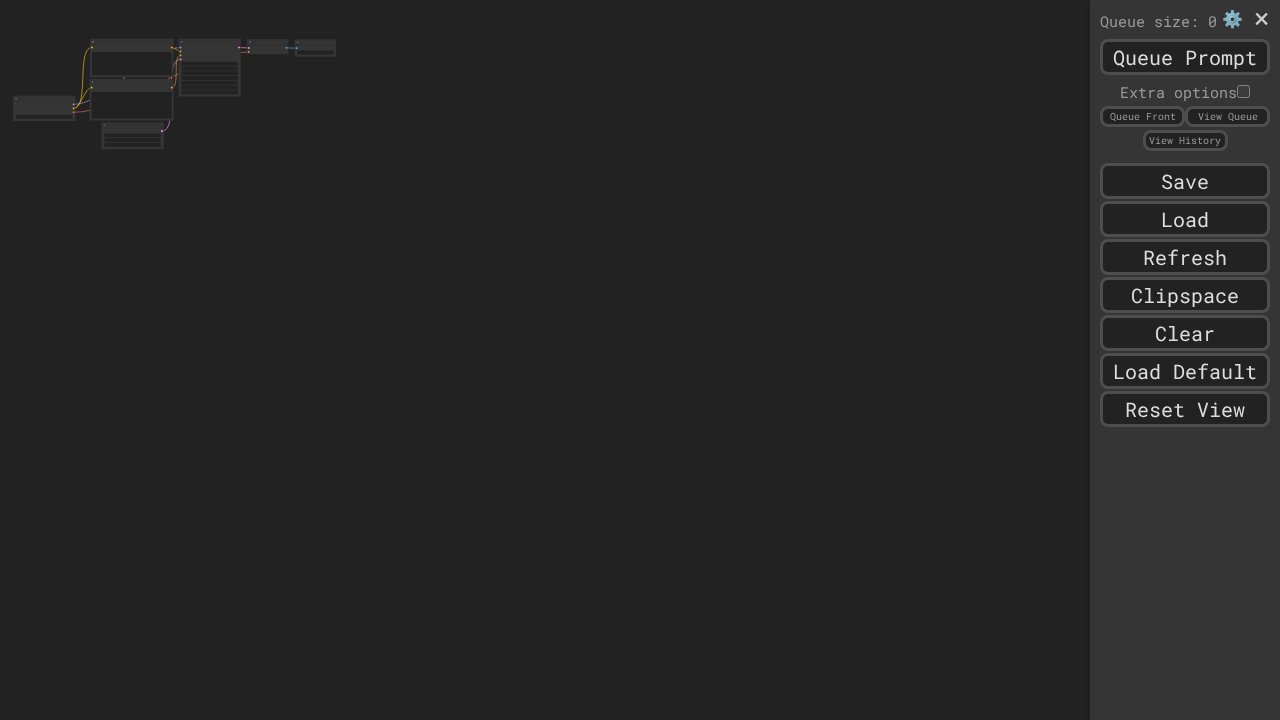 Queue size: 0
Queue Prompt
Extra options
Queue Front
View Queue
View History
Save
Load
Refresh
Clipspace
Clear
Load Default
Reset View